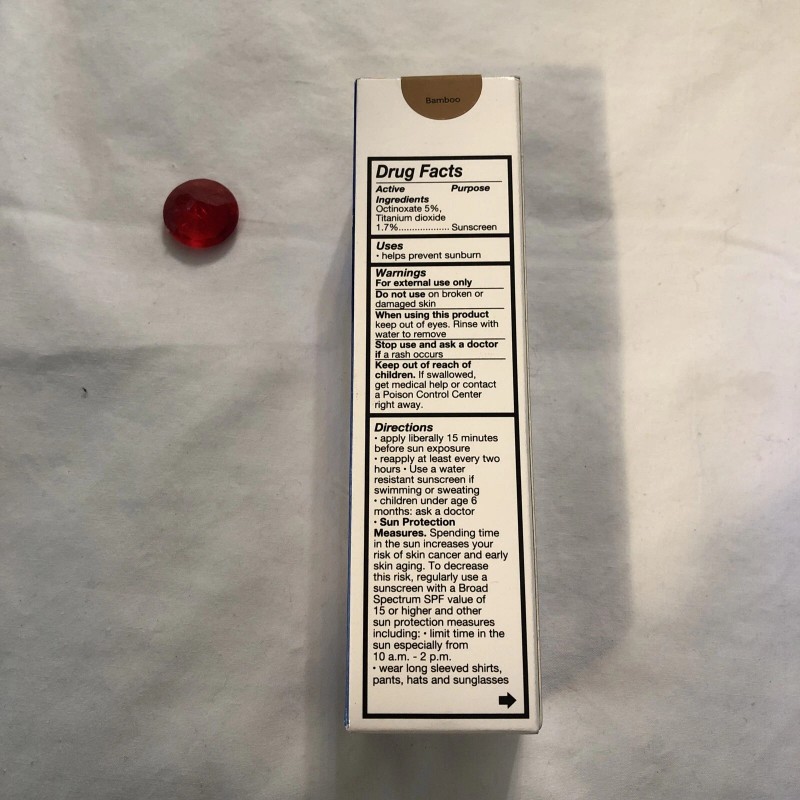 Bamboo
Drug Facts
Active Purpose
Ingredients
Octinoxate 5%,
Titanium dioxide
1.7%................... Sunscreen
Uses
• helps prevent sunburn
Warnings
For external use only
Do not use on broken or
damaged skin
When using this product
keep out of eyes. Rinse with
water to remove
Stop use and ask a doctor
if a rash occurs
Keep out of reach of
children. If swallowed,
get medical help or contact
a Poison Control Center
right away.
Directions
• apply liberally 15 minutes
before sun exposure
• reapply at least every two
hours • Use a water
resistant sunscreen if
swimming or sweating
• children under age 6
months: ask a doctor
• Sun Protection
Measures. Spending time
in the sun increases your
risk of skin cancer and early
skin aging. To decrease
this risk, regularly use a
sunscreen with a Broad
Spectrum SPF value of
15 or higher and other
sun protection measures
including: • limit time in the
sun especially from
10 a.m. - 2 p.m.
• wear long sleeved shirts,
pants, hats and sunglasses